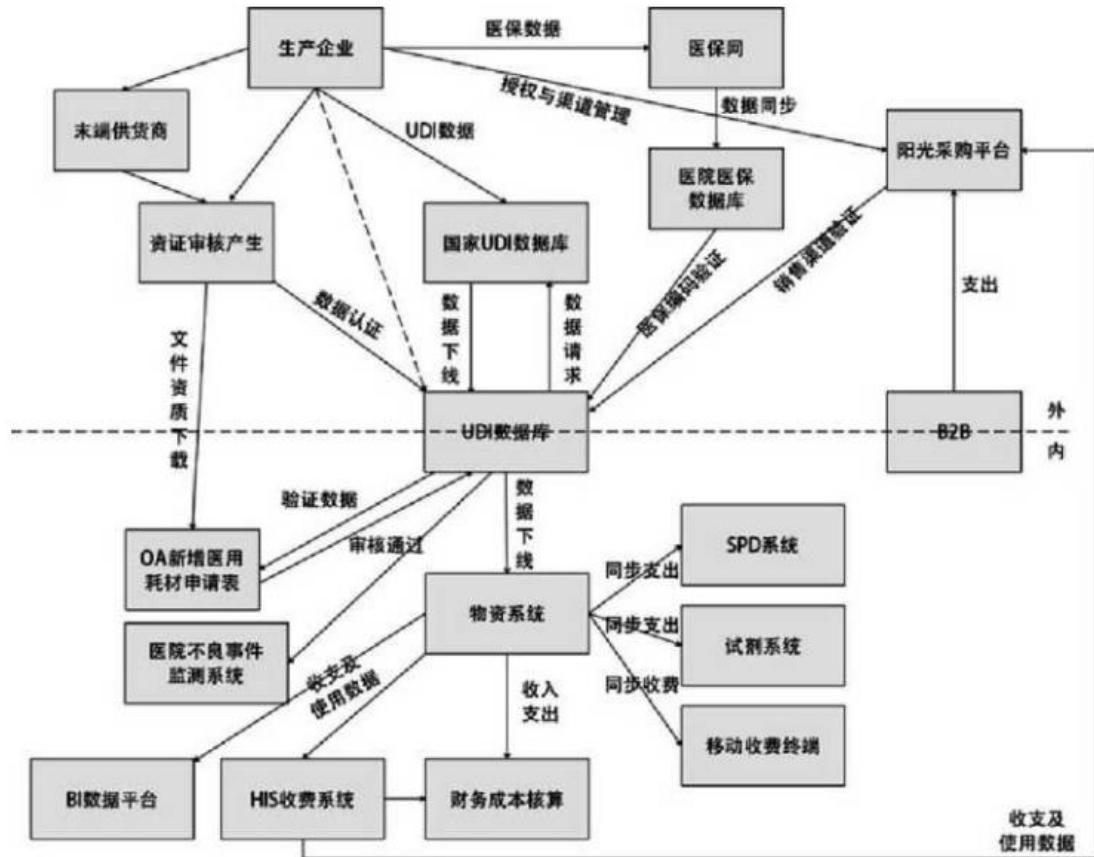 生产企业
医保数据
医保网
授权与渠道管理
数据同步
末端供货商
UDI数据
阳光采购平台
医院医保
数据库
资证审核产生
国家UDI数据库
数据认证
数据下线
数据请求
医保编码验证
销售渠道验证
支出
文件资质下载
UDI数据库
B2B
外
内
验证数据
数据下线
审核通过
OA新增医用
耗材申请表
SPD系统
同步支出
物资系统
同步支出
试剂系统
医院不良事件
监测系统
收支及
使用数据
同步收费
收入
支出
移动收费终端
BI数据平台
HIS收费系统
财务成本核算
收支及
使用数据